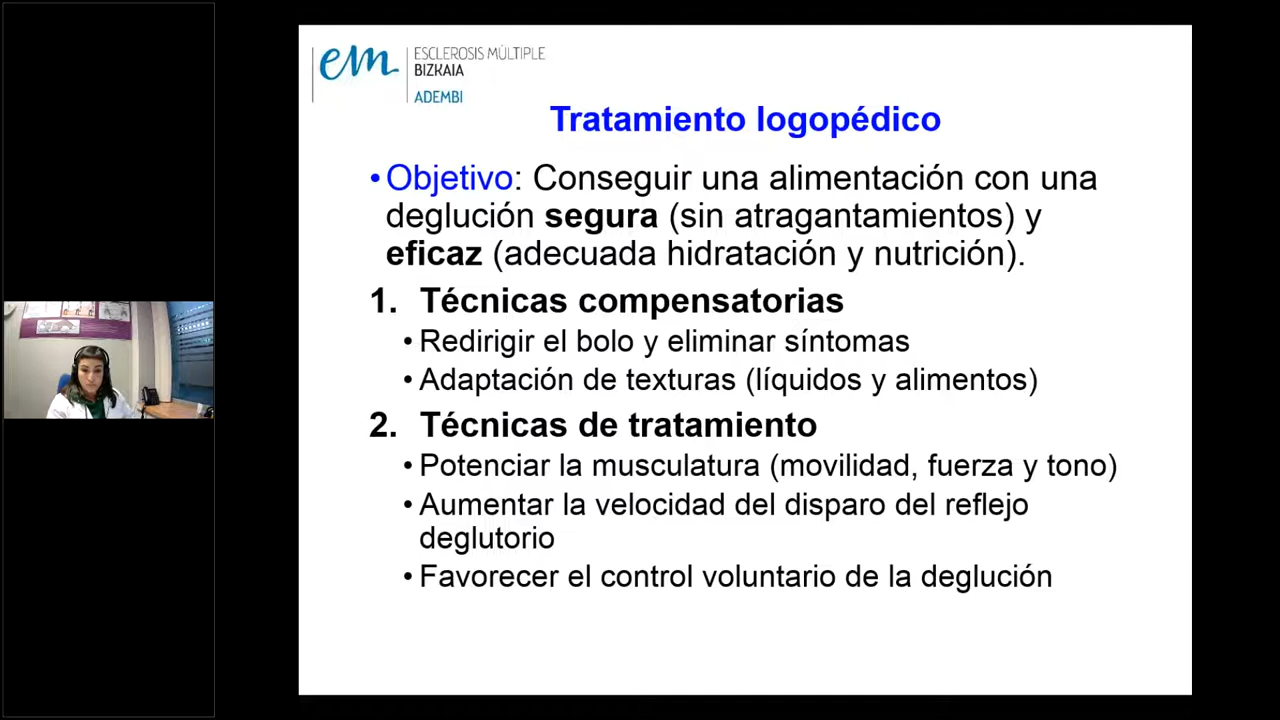 em
ESCLEROSIS MÚLTIPLE
BIZKAIA
ADEMBI
Tratamiento logopédico
•Objetivo: Conseguir una alimentación con una
deglución segura (sin atragantamientos) y
eficaz (adecuada hidratación y nutrición).
1. Técnicas compensatorias
•Redirigir el bolo y eliminar síntomas
•Adaptación de texturas (líquidos y alimentos)
2. Técnicas de tratamiento
•Potenciar la musculatura (movilidad, fuerza y tono)
•Aumentar la velocidad del disparo del reflejo
deglutorio
•Favorecer el control voluntario de la deglución